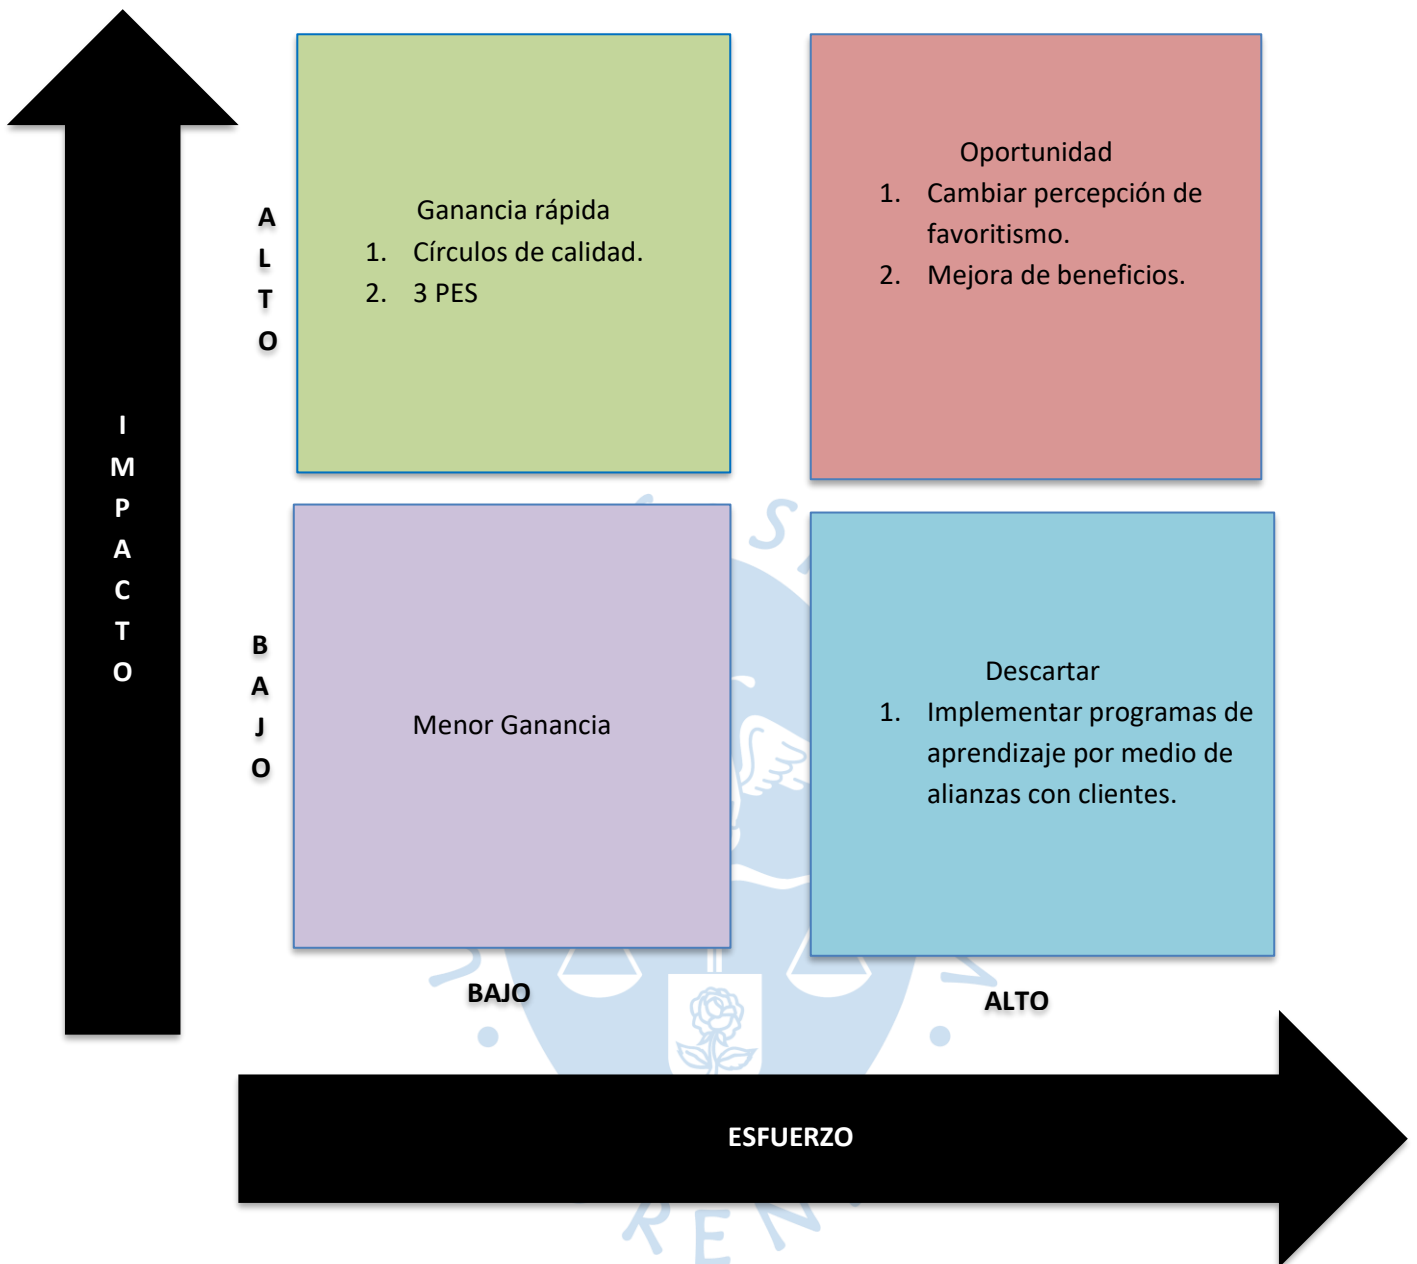 A
L
T
O
Ganancia rápida
1. Círculos de calidad.
2. 3 PES
Oportunidad
1. Cambiar percepción de
favoritismo.
2. Mejora de beneficios.
I
M
P
A
C
T
O
B
A
J
O
Menor Ganancia
Descartar
1. Implementar programas de
aprendizaje por medio de
alianzas con clientes.
BAJO
ALTO
ESFUERZO